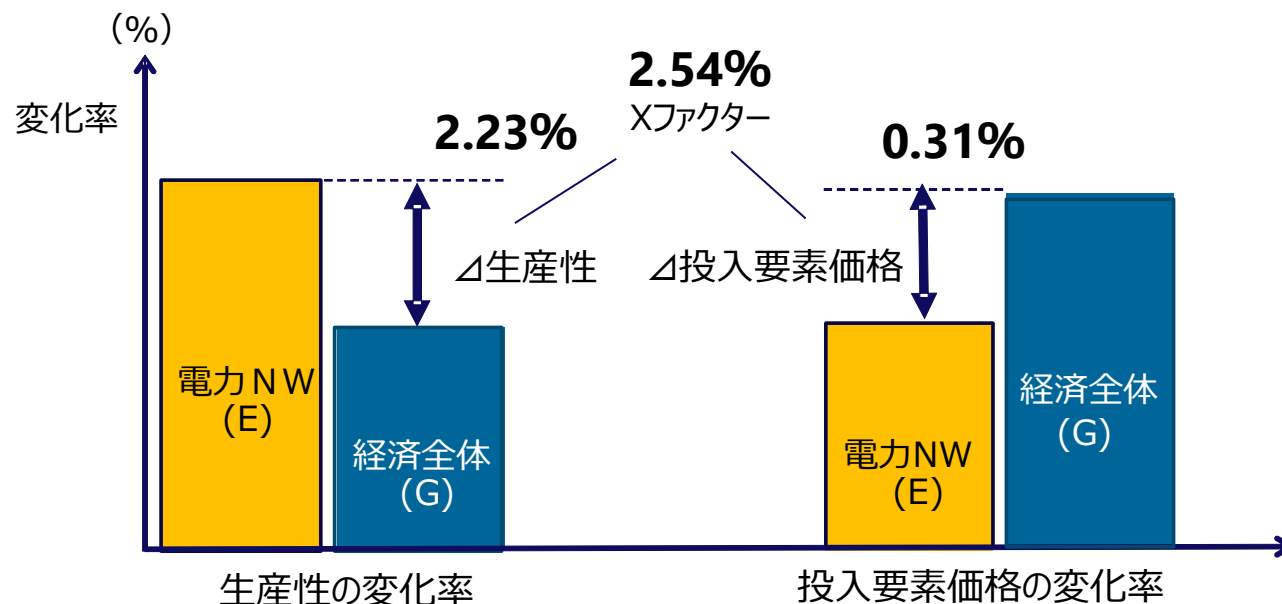 (%)
変化率
2.54%
Xファクター
2.23%
0.31%
⊿生産性
⊿投入要素価格
電力ＮＷ
(E)
経済全体
(G)
電力NW
(E)
経済全体
(G)
生産性の変化率
投入要素価格の変化率